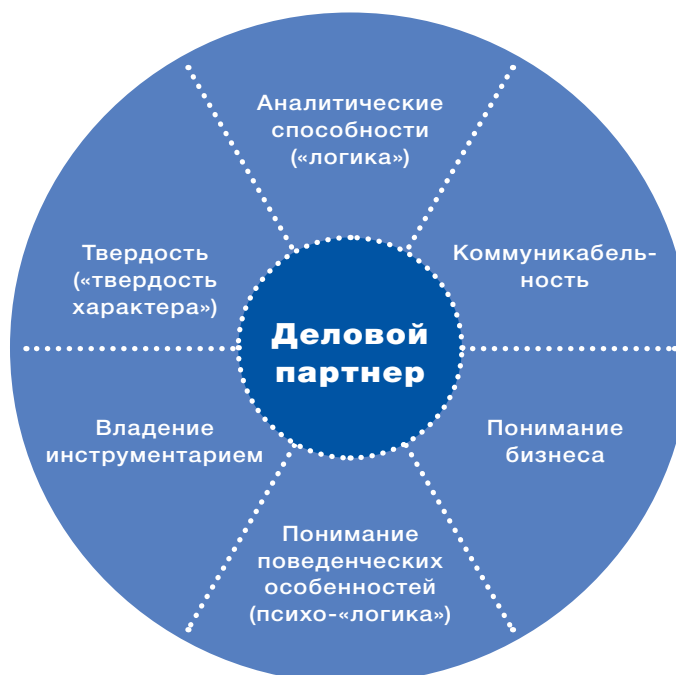 Аналитические
способности
(«логика»)
Твердость
(«твердость
характера»)
Коммуникабель-
ность
Деловой
партнер
Владение
инструментарием
Понимание
бизнеса
Понимание
поведенческих
особенностей
(психо-«логика»)